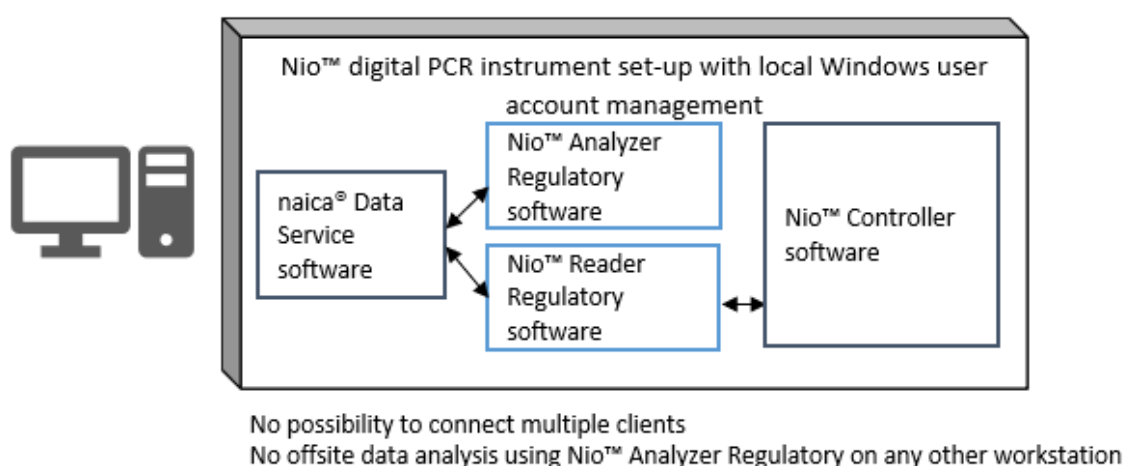 Nio™ digital PCR instrument set-up with local Windows user
account management
naica® Data
Service
software
Nio™ Analyzer
Regulatory
software
Nio™ Reader
Regulatory
software
Nio™ Controller
software
No possibility to connect multiple clients
No offsite data analysis using Nio™ Analyzer Regulatory on any other workstation